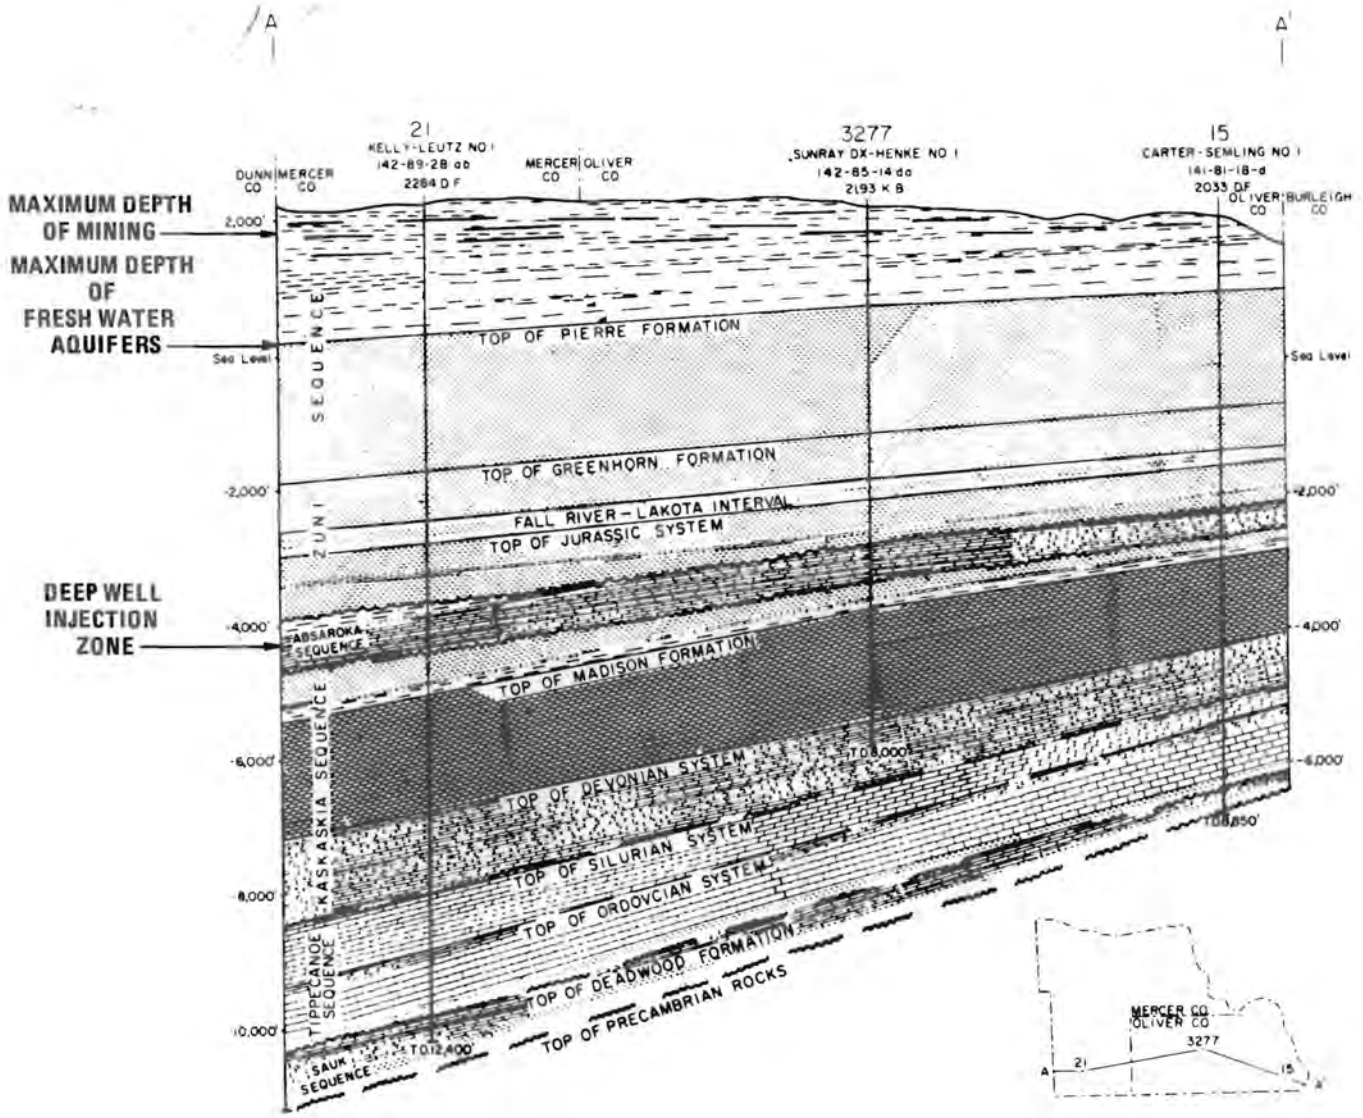 A
A'
21
KELLY-LEUTZ NO 1
142-89-28 ab
2284 D F
3277
SUNRAY DX-HENKE NO 1
142-85-14 da
2193 K B
15
CARTER-SEMLING NO 1
141-81-18-d
2033 D F
DUNN MERCER
CO CO
MERCER OLIVER
CO CO
OLIVER BURLEIGH
CO CO
MAXIMUM DEPTH
OF MINING
MAXIMUM DEPTH
OF
FRESH WATER
AQUIFERS
DEEP WELL
INJECTION
ZONE
2,000'
Sea Level
-2,000'
-4,000'
-6,000'
-8,000'
-10,000'
Sea Level
-2,000'
-4,000'
-6,000'
ZUNI SEQUENCE
ABSAROKA
SEQUENCE
KASKASKIA SEQUENCE
TIPPECANOE
SEQUENCE
SAUK
SEQUENCE
TOP OF PIERRE FORMATION
TOP OF GREENHORN FORMATION
FALL RIVER-LAKOTA INTERVAL
TOP OF JURASSIC SYSTEM
TOP OF MADISON FORMATION
TOP OF DEVONIAN SYSTEM
TOP OF SILURIAN SYSTEM
TOP OF ORDOVCIAN SYSTEM
TOP OF DEADWOOD FORMATION
TOP OF PRECAMBRIAN ROCKS
T.D.12,400'
T.D.8,000'
MERCER CO
OLIVER CO
3277
A
21
15
A'